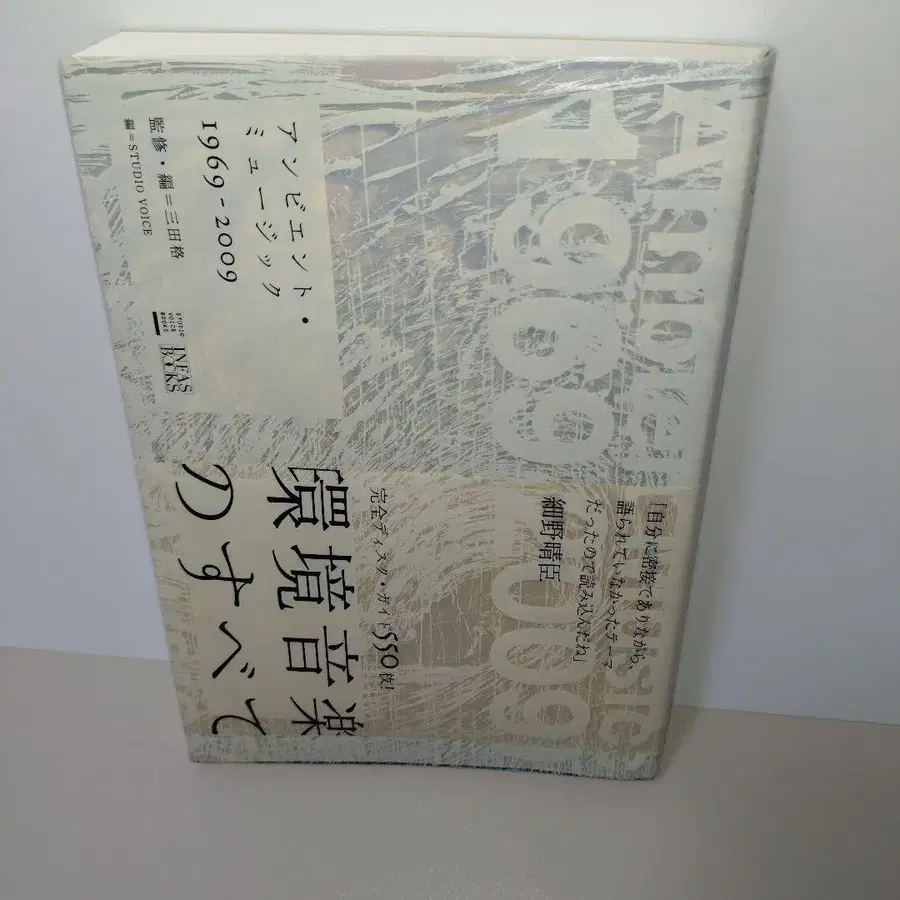 Ambient Music
1969–2009
アンビエント・
ミュージック
1969-2009
監修・編=三田格
編=STUDIO VOICE
STUDIO
VOICE
BOOKS
INFAS
BOOKS
「自分に密接でありながら、
語られていなかったテーマ
だったので読み込んだね」
細野晴臣
完全ディスク・ガイド550枚!
環境音楽
のすべて